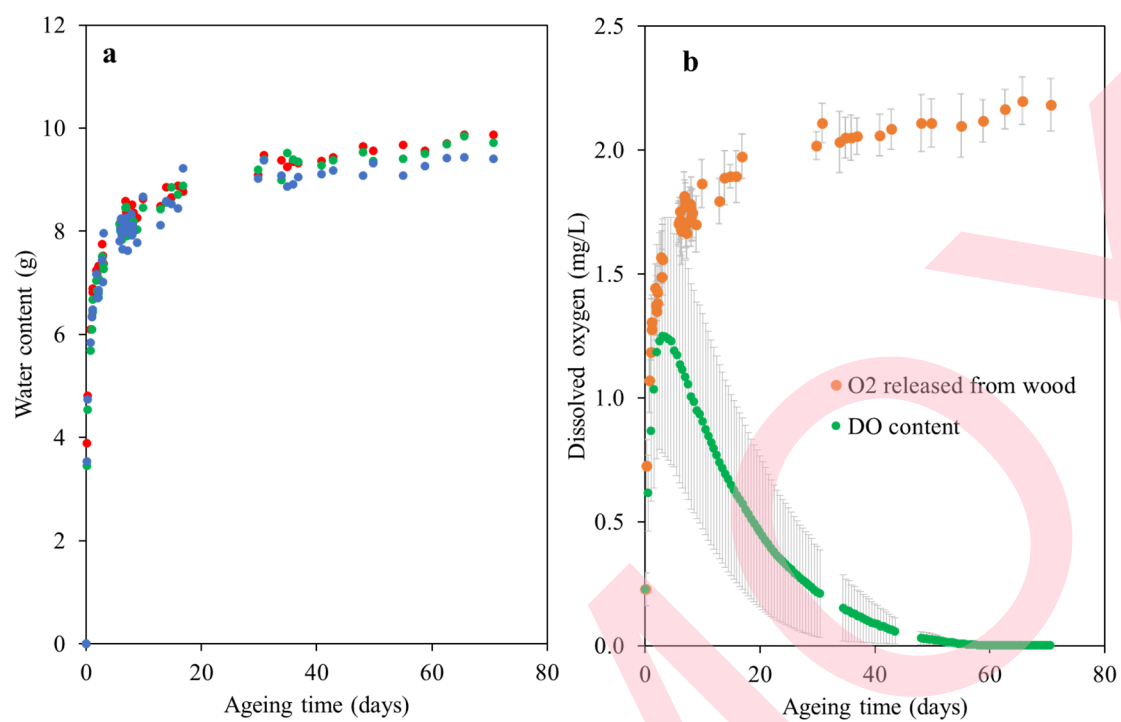 a
12
10
8
6
4
2
0
0 20 40 60 80
Water content (g)
Ageing time (days)
b
2.5
2.0
1.5
1.0
0.5
0.0
0 20 40 60 80
Dissolved oxygen (mg/L)
Ageing time (days)
O2 released from wood
DO content